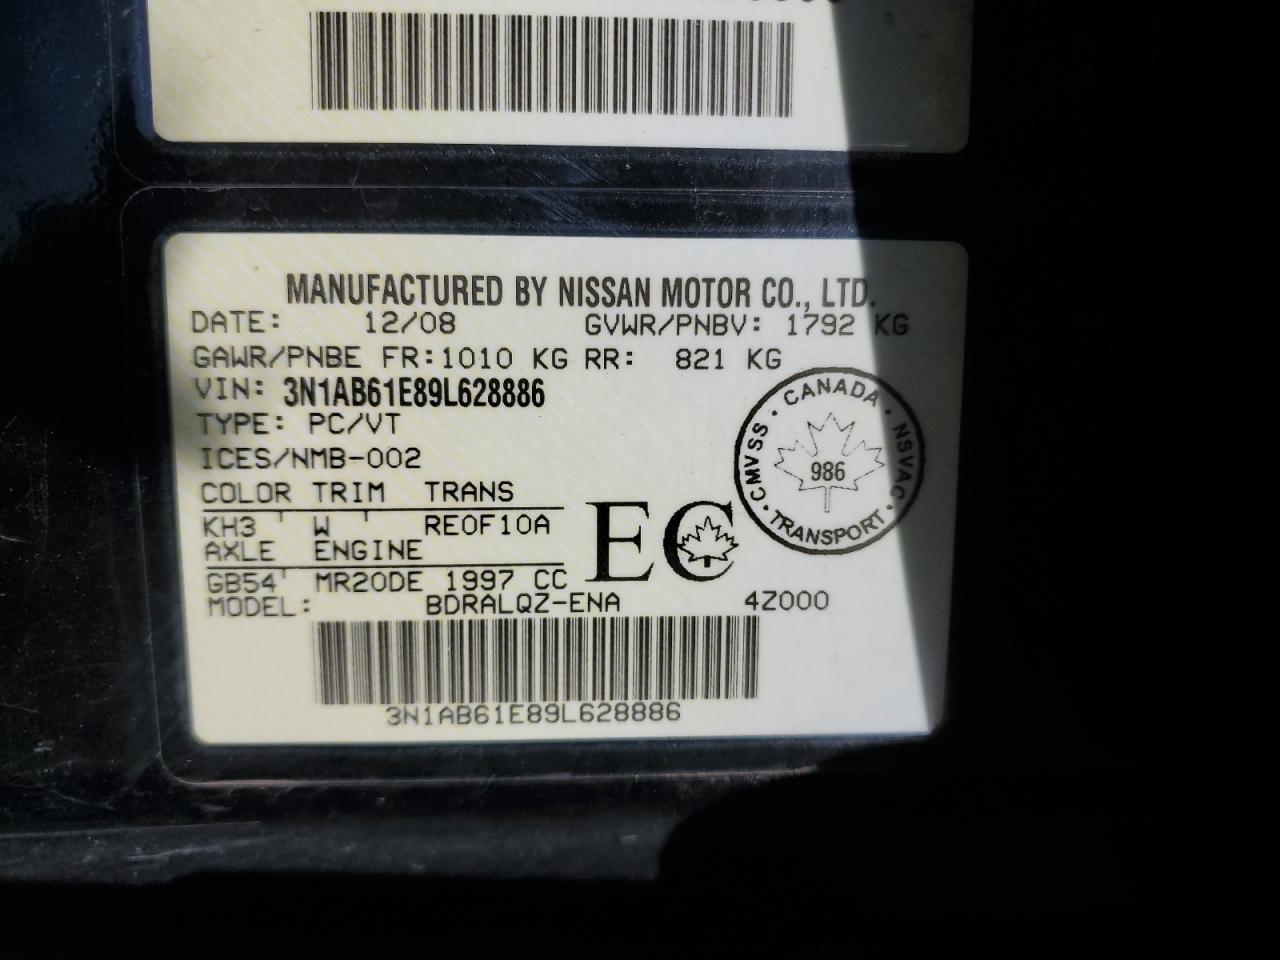 MANUFACTURED BY NISSAN MOTOR CO., LTD.
DATE: 12/08 GVWR/PNBV: 1792 KG
GAWR/PNBE FR:1010 KG RR: 821 KG
VIN: 3N1AB61E89L628886
TYPE: PC/VT
ICES/NMB-002
COLOR TRIM TRANS
KH3 ' W ' RE0F10A
AXLE ENGINE
GB54' MR20DE 1997 CC
MODEL: BDRALQZ-ENA 4Z000
3N1AB61E89L628886
EC
CANADA · NSVAC · TRANSPORT · CMVSS ·
986